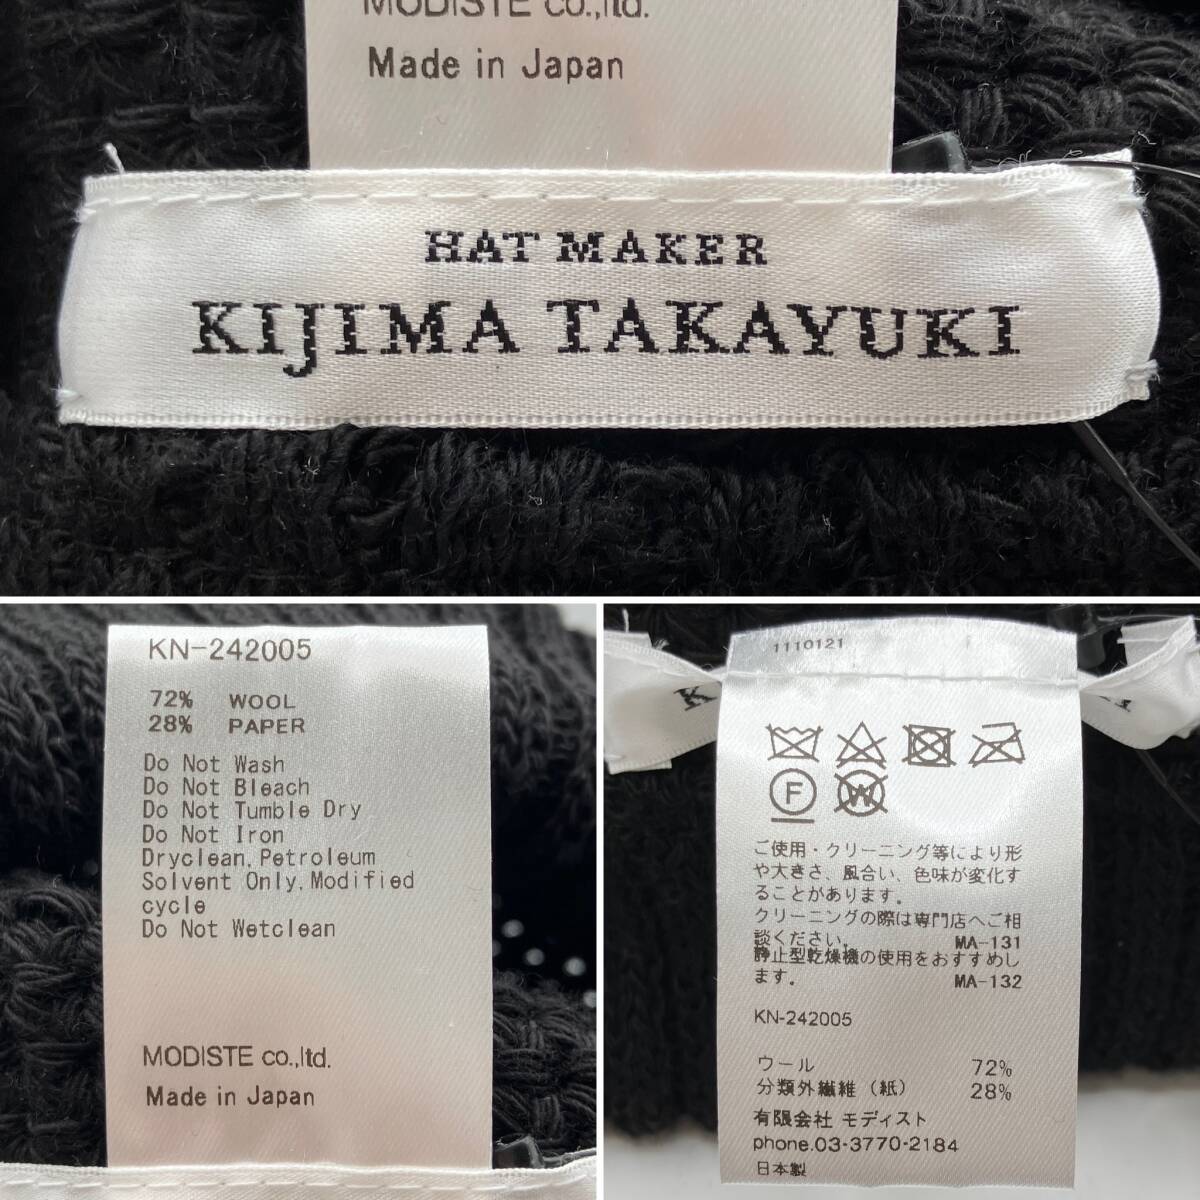 MODISTE co.,ltd.
Made in Japan
HAT MAKER
KIJIMA TAKAYUKI
KN-242005
72% WOOL
28% PAPER
Do Not Wash
Do Not Bleach
Do Not Tumble Dry
Do Not Iron
Dryclean,Petroleum
Solvent Only,Modified
cycle
Do Not Wetclean
MODISTE co.,ltd.
Made in Japan
1110121
F
W
ご使用・クリーニング等により形
や大きさ、風合い、色味が変化す
ることがあります。
クリーニングの際は専門店へご相
談ください。 MA-131
静止型乾燥機の使用をおすすめし
ます。 MA-132
KN-242005
ウール 72%
分類外繊維(紙) 28%
有限会社 モディスト
phone.03-3770-2184
日本製